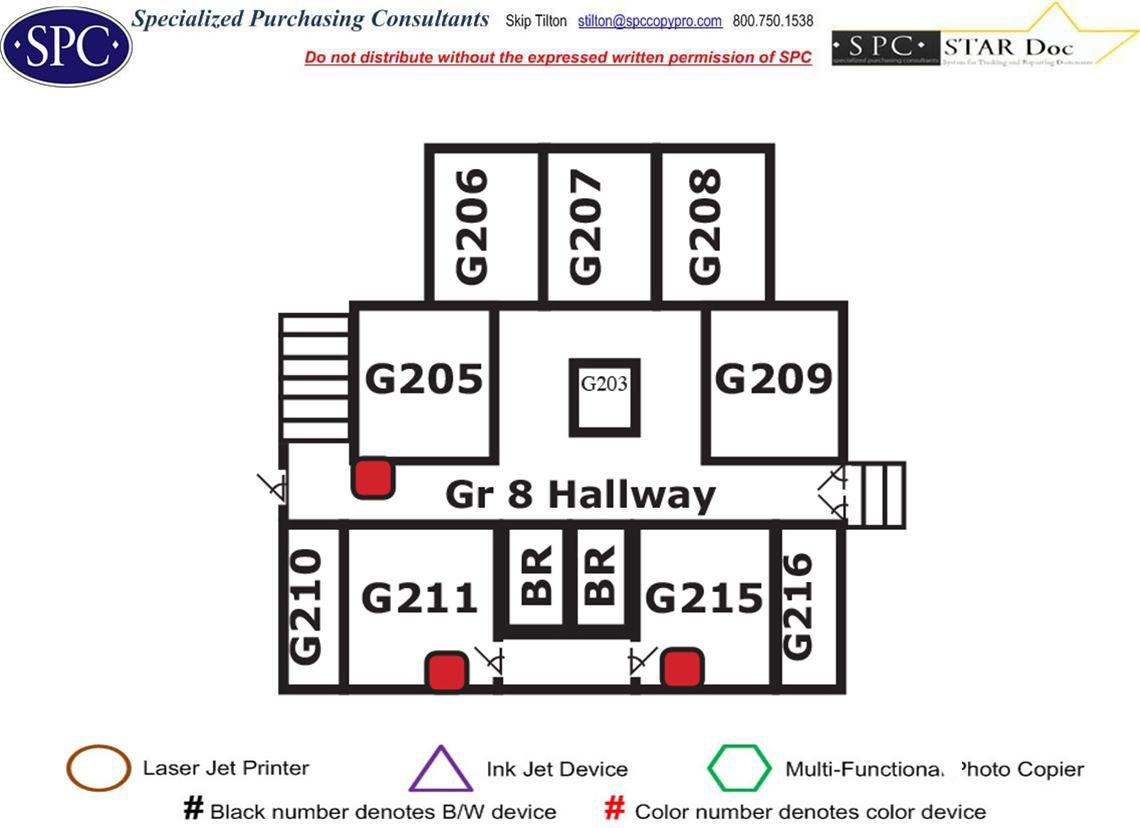 Specialized Purchasing Consultants Skip Tilton stilton@spccopypro.com 800.750.1538
·SPC·
Do not distribute without the expressed written permission of SPC
·SPC· STAR Doc
specialized purchasing consultants System for Tracking and Reporting Documents
G206 G207 G208
G205 G203 G209
Gr 8 Hallway
G210 G211 BR BR G215 G216
Laser Jet Printer Ink Jet Device Multi-Functional Photo Copier
# Black number denotes B/W device # Color number denotes color device